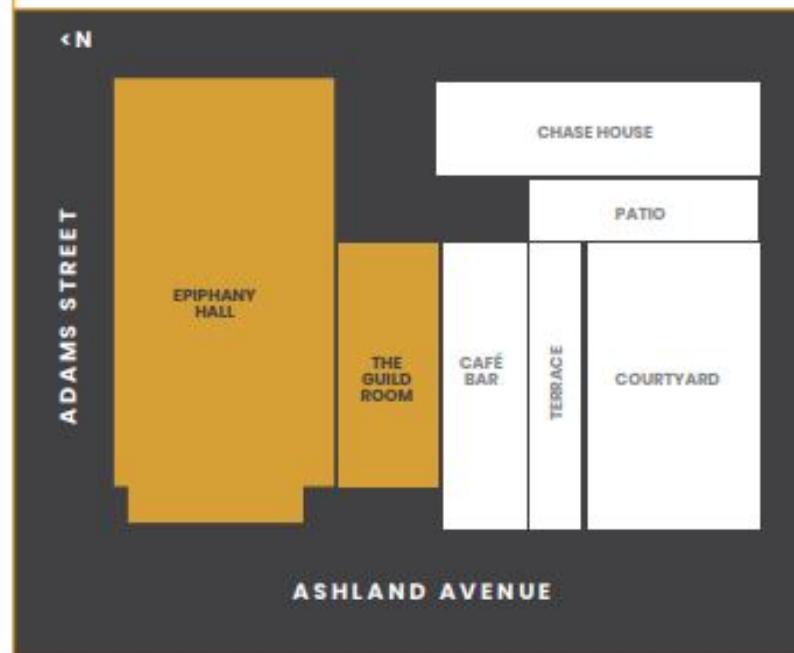 <N
CHASE HOUSE
PATIO
ADAMS STREET
EPIPHANY
HALL
THE
GUILD
ROOM
CAFÉ
BAR
TERRACE
COURTYARD
ASHLAND AVENUE